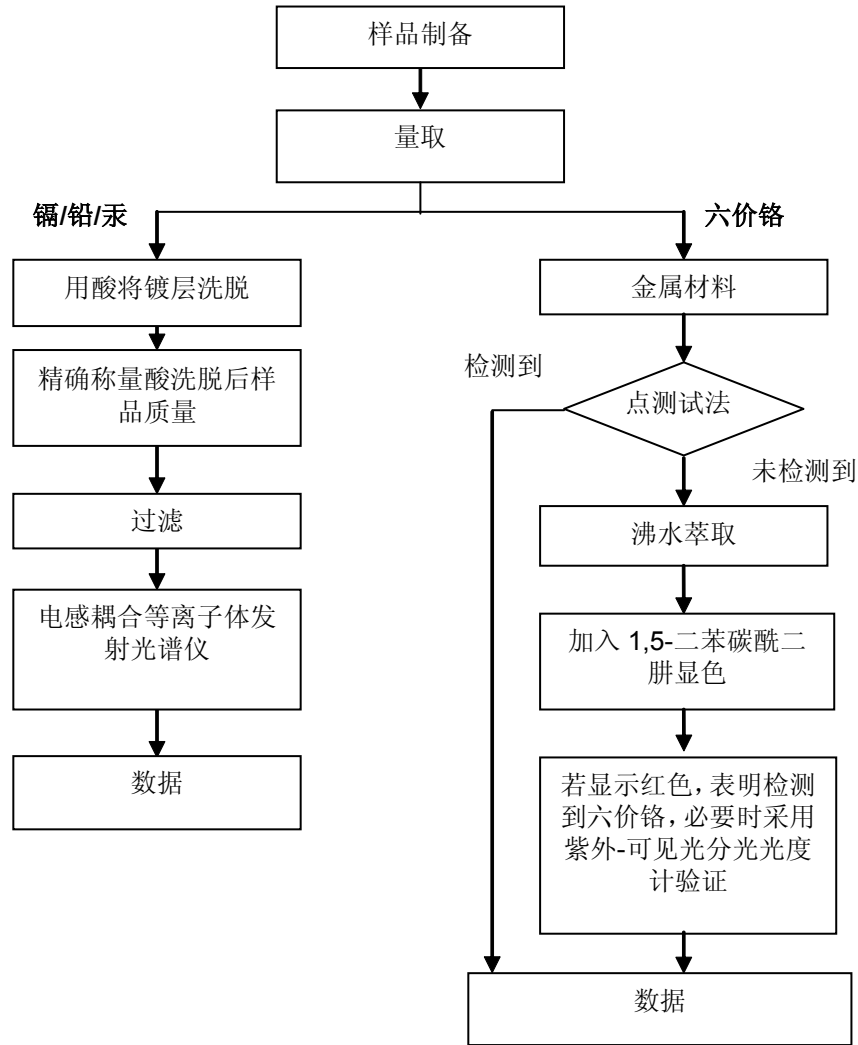 样品制备
量取
镉/铅/汞
六价铬
用酸将镀层洗脱
精确称量酸洗脱后样
品质量
过滤
电感耦合等离子体发
射光谱仪
数据
金属材料
检测到
点测试法
未检测到
沸水萃取
加入 1,5-二苯碳酰二
肼显色
若显示红色，表明检测
到六价铬，必要时采用
紫外-可见光分光光度
计验证
数据